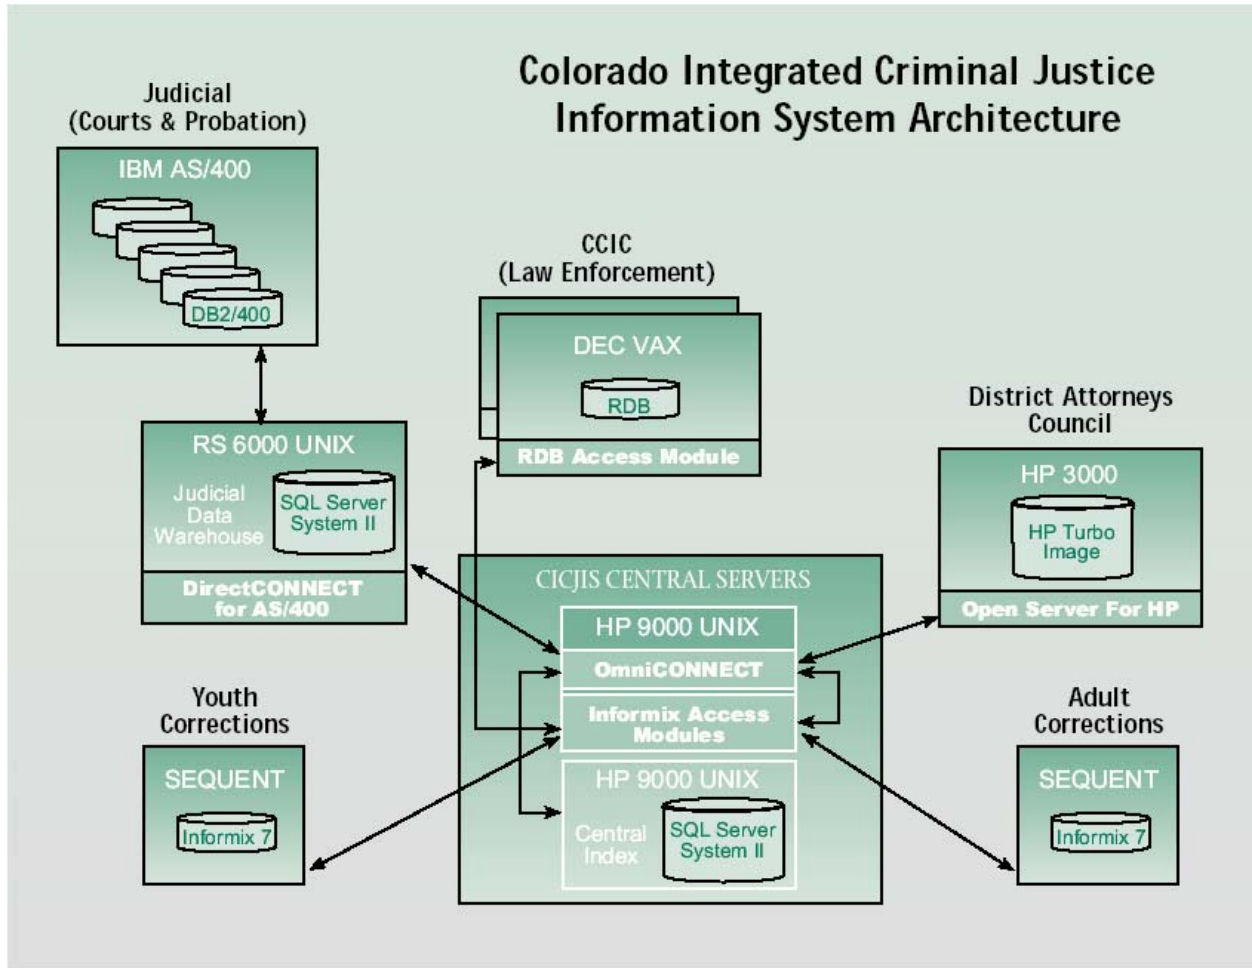 Colorado Integrated Criminal Justice
Information System Architecture
Judicial
(Courts & Probation)
IBM AS/400
DB2/400
CCIC
(Law Enforcement)
DEC VAX
RDB
RDB Access Module
District Attorneys
Council
HP 3000
HP Turbo
Image
Open Server For HP
RS 6000 UNIX
Judicial
Data
Warehouse
SQL Server
System II
DirectCONNECT
for AS/400
CICJIS CENTRAL SERVERS
HP 9000 UNIX
OmniCONNECT
Informix Access
Modules
HP 9000 UNIX
Central
Index
SQL Server
System II
Youth
Corrections
SEQUENT
Informix 7
Adult
Corrections
SEQUENT
Informix 7